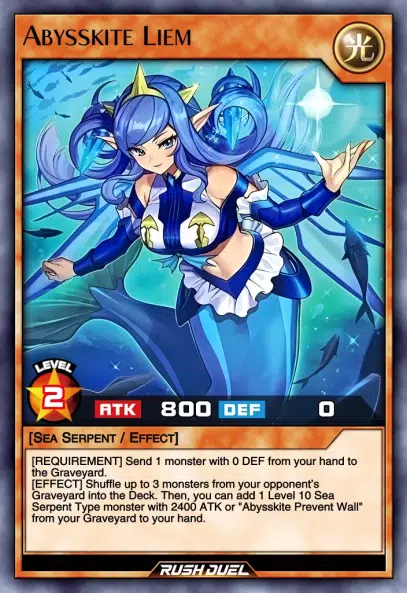 Abysskite Liem
光
LEVEL
2
ATK 800 DEF 0
[Sea Serpent / Effect]
[REQUIREMENT] Send 1 monster with 0 DEF from your hand to
the Graveyard.
[EFFECT] Shuffle up to 3 monsters from your opponent's
Graveyard into the Deck. Then, you can add 1 Level 10 Sea
Serpent Type monster with 2400 ATK or "Abysskite Prevent Wall"
from your Graveyard to your hand.
RUSH DUEL